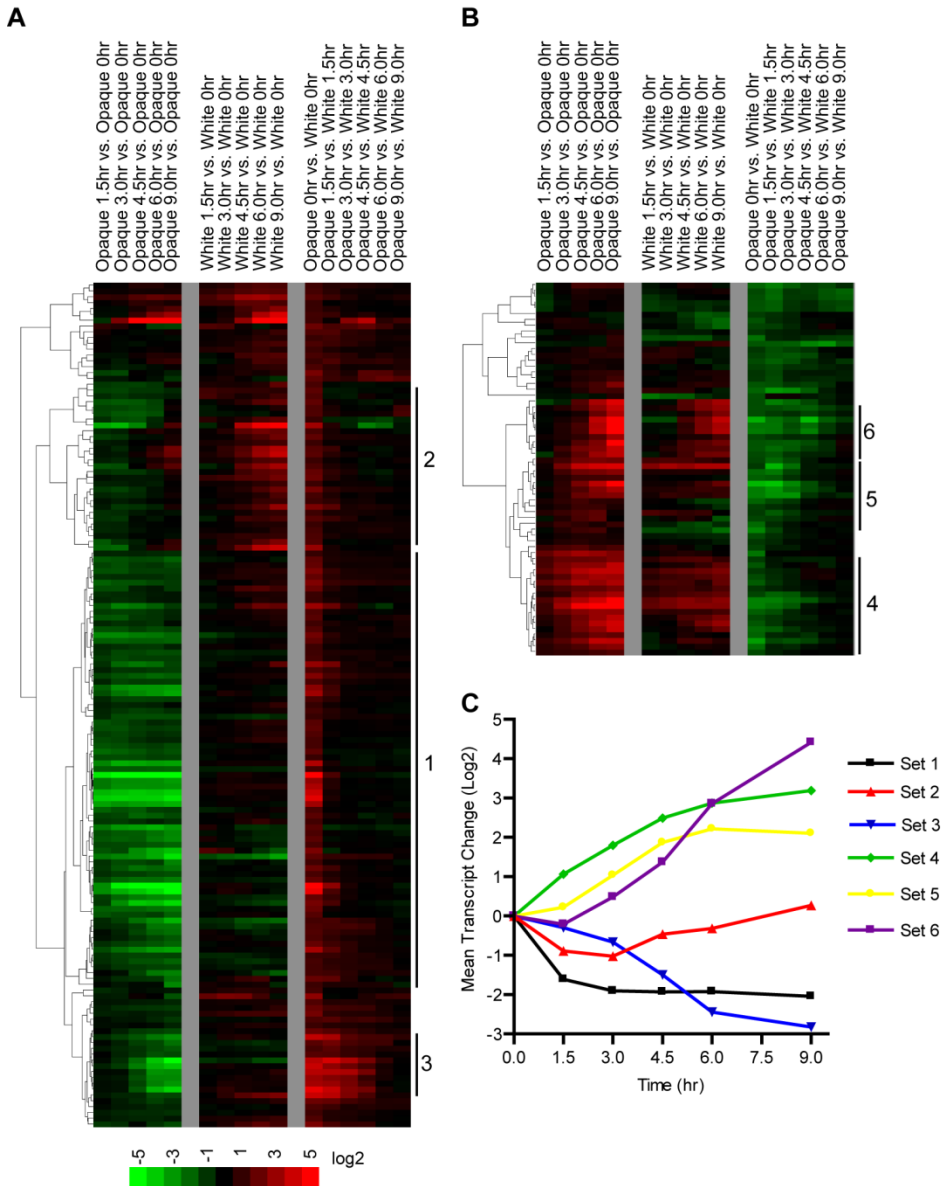 A
Opaque 1.5hr vs. Opaque 0hr
Opaque 3.0hr vs. Opaque 0hr
Opaque 4.5hr vs. Opaque 0hr
Opaque 6.0hr vs. Opaque 0hr
Opaque 9.0hr vs. Opaque 0hr
White 1.5hr vs. White 0hr
White 3.0hr vs. White 0hr
White 4.5hr vs. White 0hr
White 6.0hr vs. White 0hr
White 9.0hr vs. White 0hr
Opaque 0hr vs. White 0hr
Opaque 1.5hr vs. White 1.5hr
Opaque 3.0hr vs. White 3.0hr
Opaque 4.5hr vs. White 4.5hr
Opaque 6.0hr vs. White 6.0hr
Opaque 9.0hr vs. White 9.0hr
2
1
3
-5 -3 -1 1 3 5 log2
B
Opaque 1.5hr vs. Opaque 0hr
Opaque 3.0hr vs. Opaque 0hr
Opaque 4.5hr vs. Opaque 0hr
Opaque 6.0hr vs. Opaque 0hr
Opaque 9.0hr vs. Opaque 0hr
White 1.5hr vs. White 0hr
White 3.0hr vs. White 0hr
White 4.5hr vs. White 0hr
White 6.0hr vs. White 0hr
White 9.0hr vs. White 0hr
Opaque 0hr vs. White 0hr
Opaque 1.5hr vs. White 1.5hr
Opaque 3.0hr vs. White 3.0hr
Opaque 4.5hr vs. White 4.5hr
Opaque 6.0hr vs. White 6.0hr
Opaque 9.0hr vs. White 9.0hr
6
5
4
C
Mean Transcript Change (Log2)
5
4
3
2
1
0
-1
-2
-3
0.0 1.5 3.0 4.5 6.0 7.5 9.0
Time (hr)
Set 1
Set 2
Set 3
Set 4
Set 5
Set 6